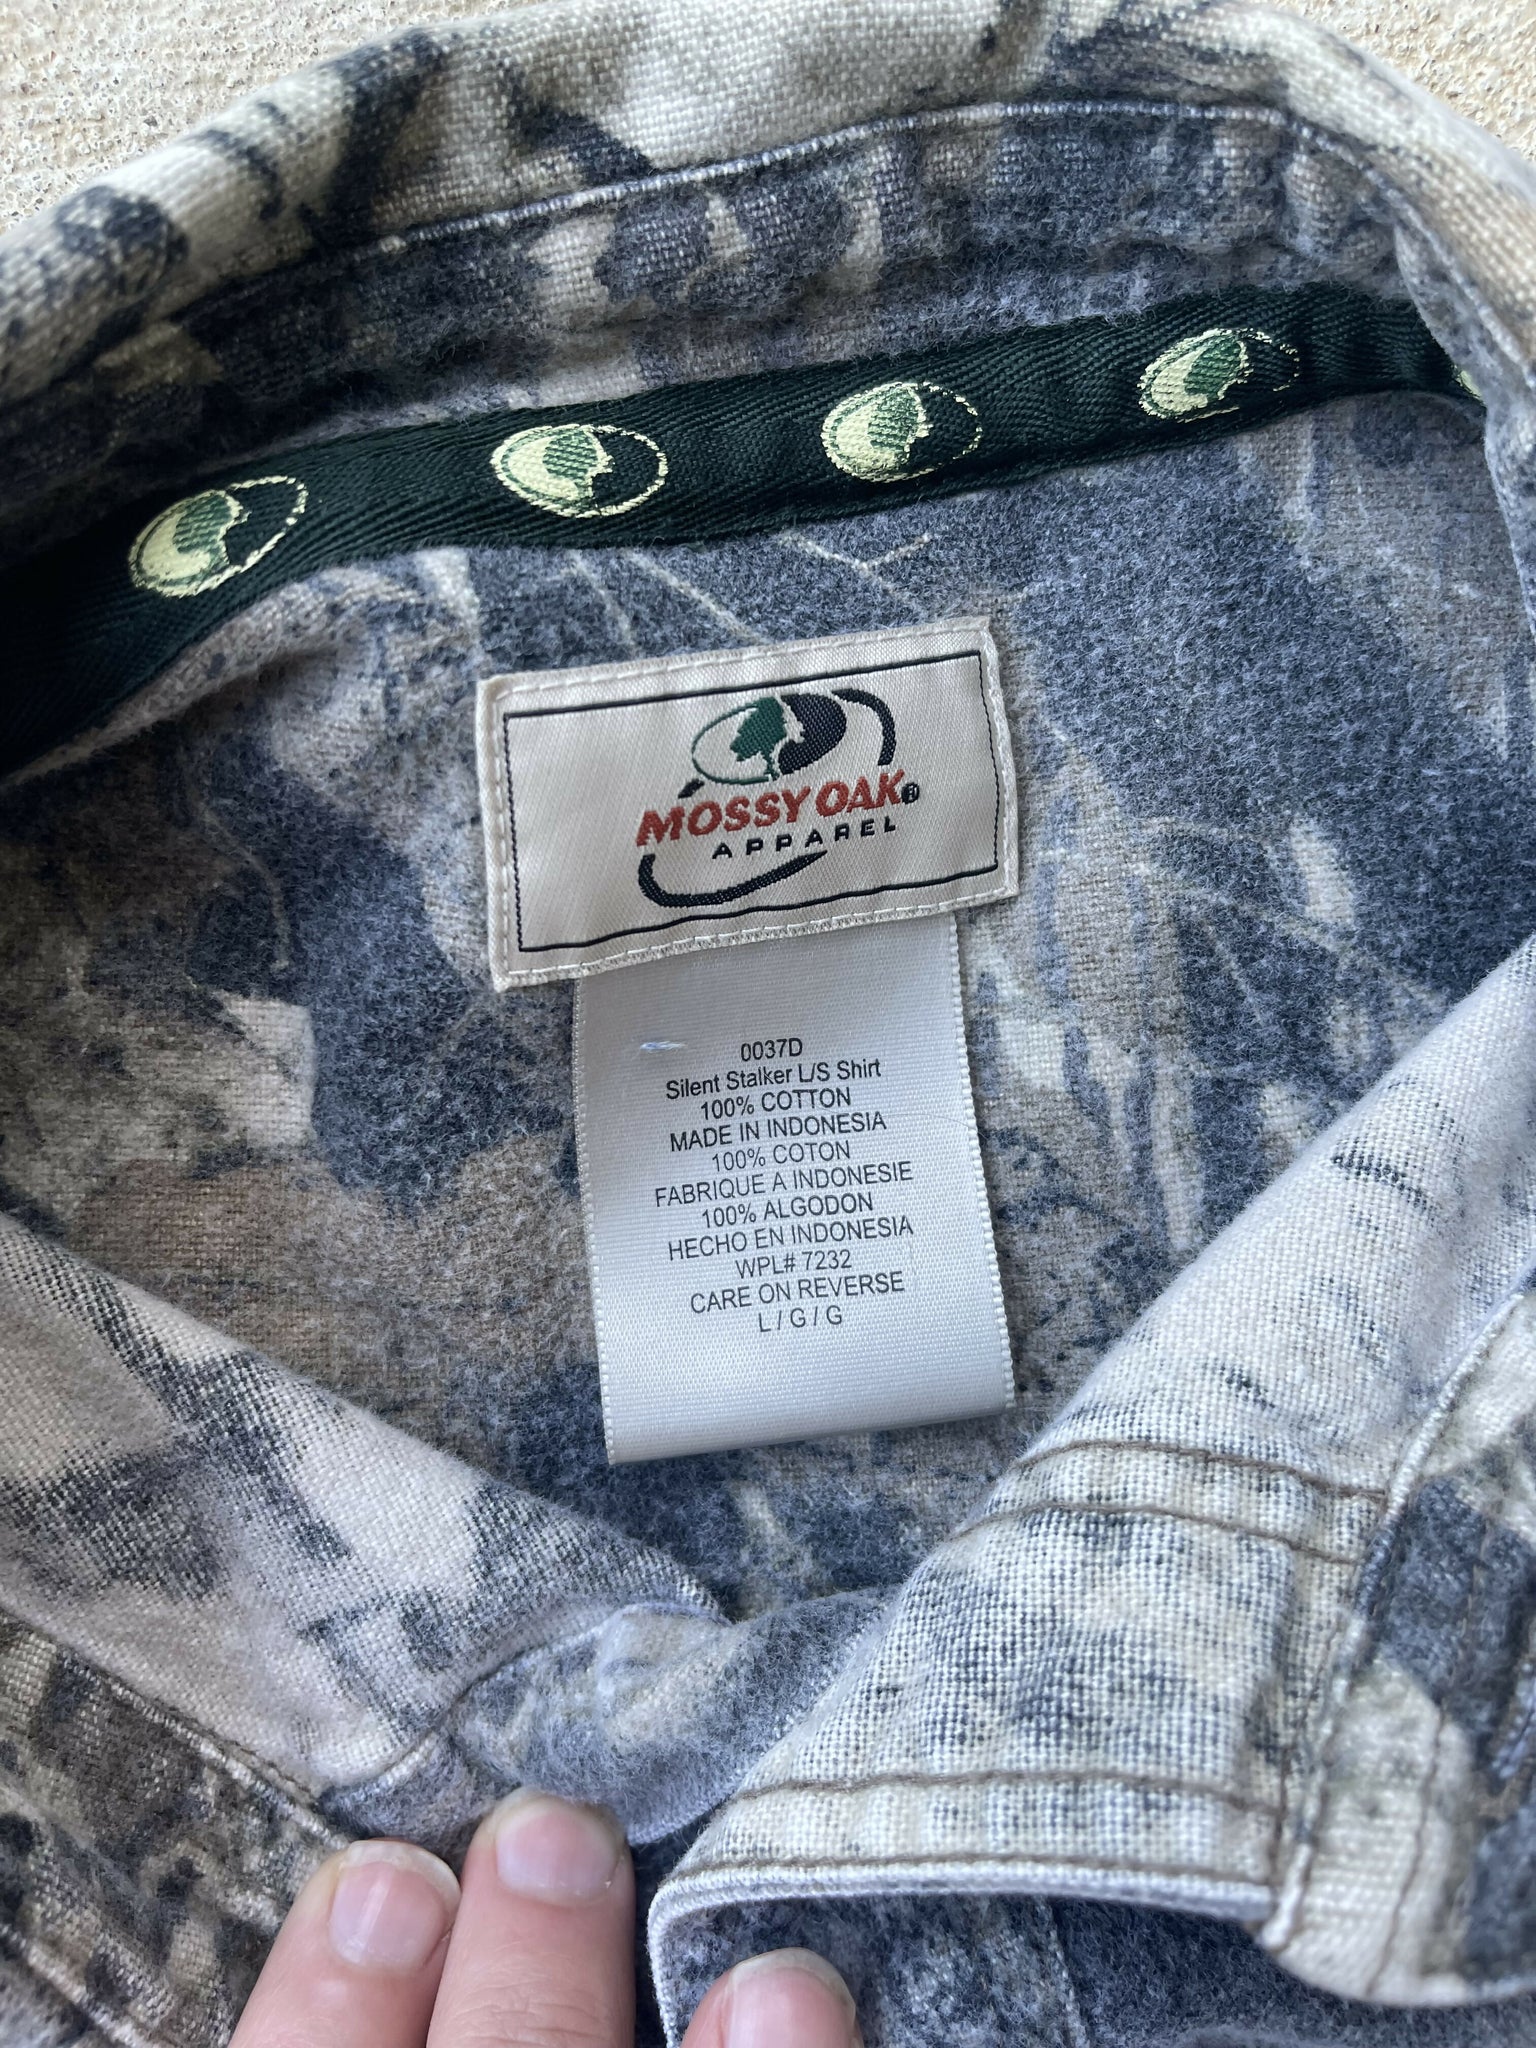 MOSSY OAK®
APPAREL
0037D
Silent Stalker L/S Shirt
100% COTTON
MADE IN INDONESIA
100% COTON
FABRIQUE A INDONESIE
100% ALGODON
HECHO EN INDONESIA
WPL# 7232
CARE ON REVERSE
L / G / G